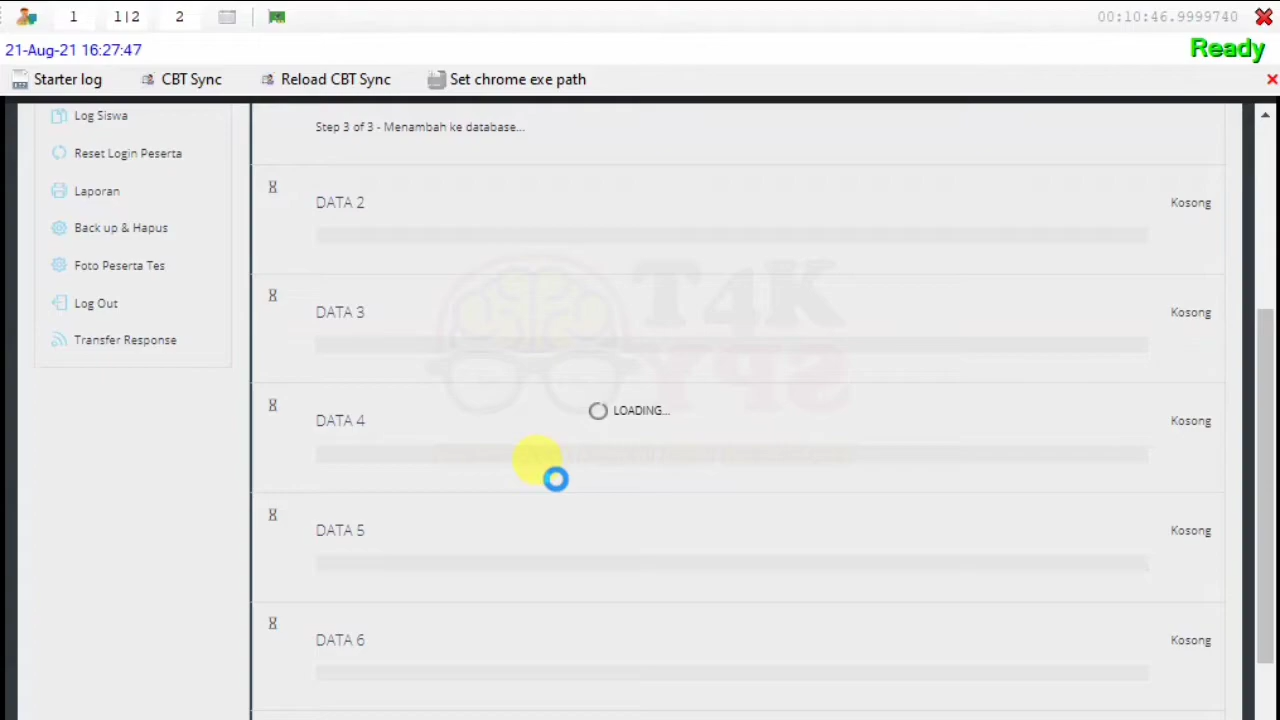 1 1|2 2 00:10:46.9999740
21-Aug-21 16:27:47 Ready
Starter log CBT Sync Reload CBT Sync Set chrome exe path
Log Siswa
Reset Login Peserta
Laporan
Back up & Hapus
Foto Peserta Tes
Log Out
Transfer Response
Step 3 of 3 - Menambah ke database...
DATA 2 Kosong
DATA 3 Kosong
T4K
DATA 4 Kosong
LOADING...
DATA 5 Kosong
DATA 6 Kosong